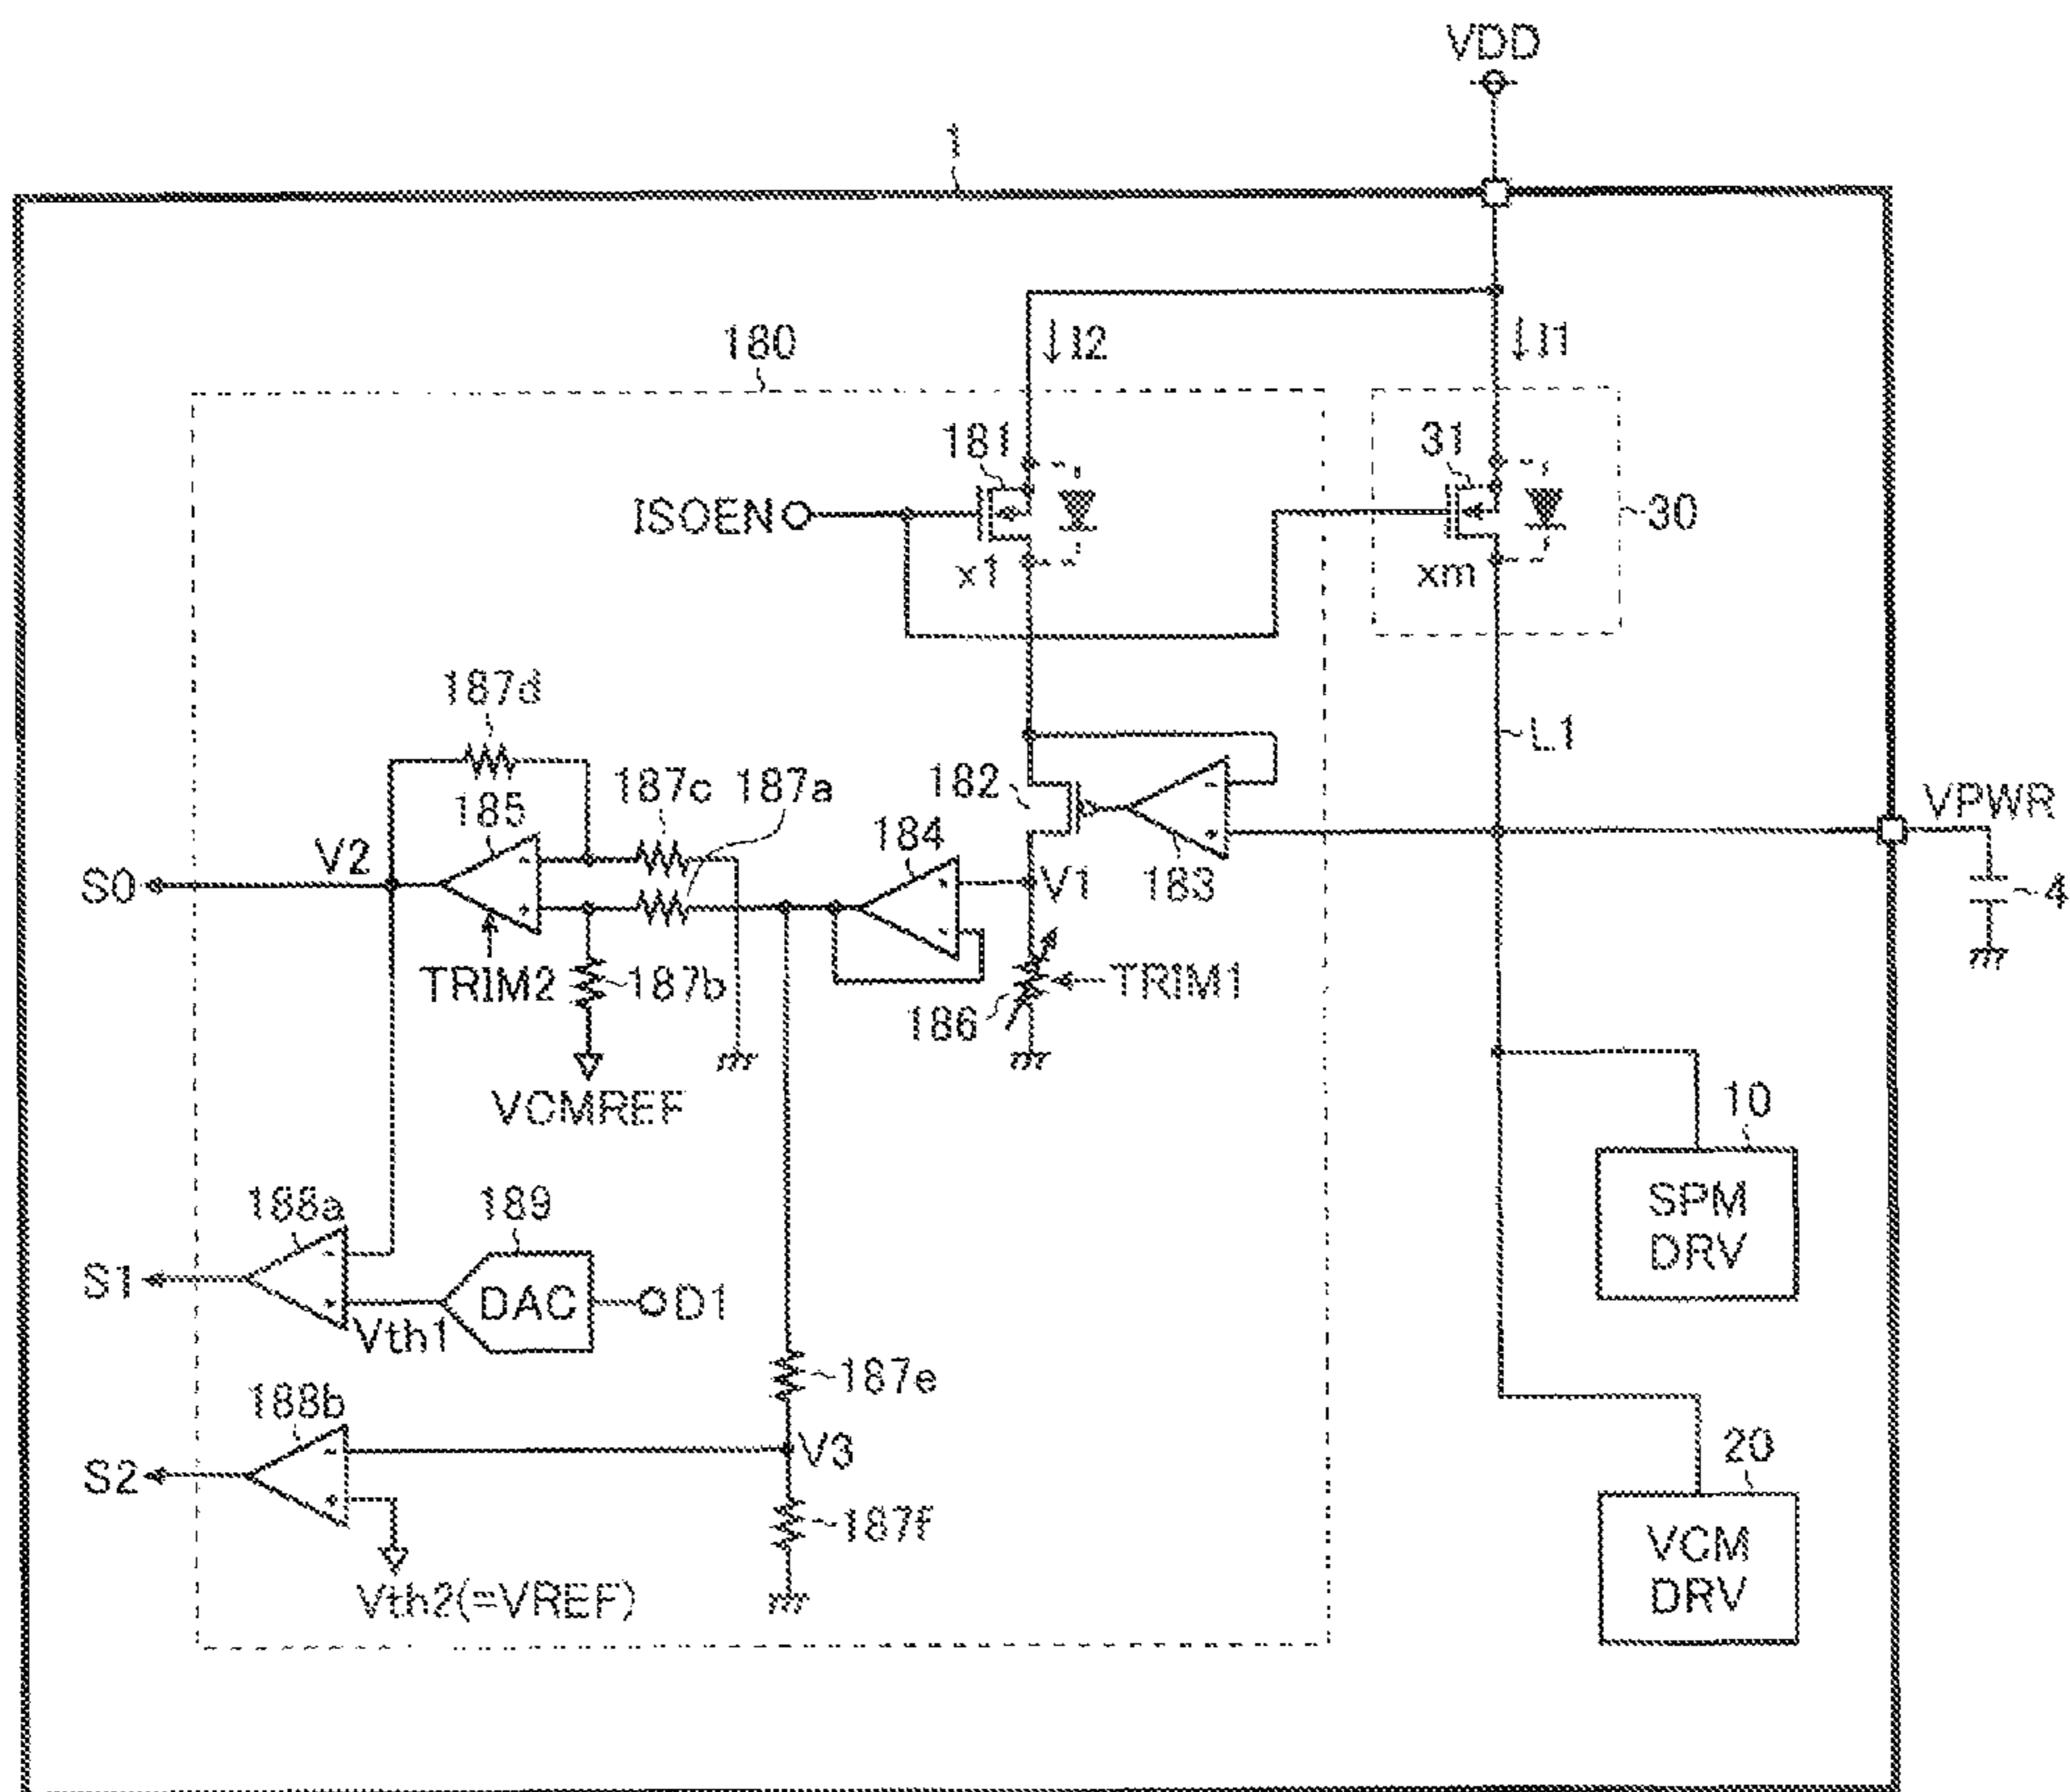 VDD
1
180
↓I2
↓I1
181
31
ISOEN
30
x1
xm
187d
L1
182
187c
187a
185
184
VPWR
V2
S0
V1
183
4
TRIM2
187b
TRIM1
186
VCMREF
10
188a
189
SPM
DRV
S1
DAC
D1
Vth1
187e
188b
V3
20
S2
187f
VCM
DRV
Vth2(=VREF)